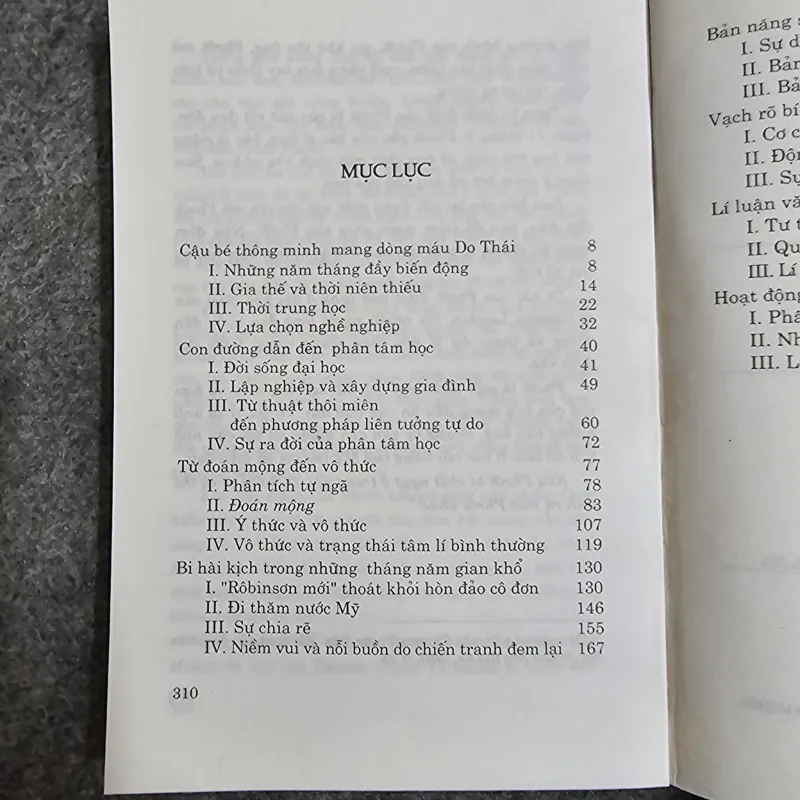 MỤC LỤC
Cậu bé thông minh mang dòng máu Do Thái 8
I. Những năm tháng đầy biến động 8
II. Gia thế và thời niên thiếu 14
III. Thời trung học 22
IV. Lựa chọn nghề nghiệp 32
Con đường dẫn đến phân tâm học 40
I. Đời sống đại học 41
II. Lập nghiệp và xây dựng gia đình 49
III. Từ thuật thôi miên
đến phương pháp liên tưởng tự do 60
IV. Sự ra đời của phân tâm học 72
Từ đoán mộng đến vô thức 77
I. Phân tích tự ngã 78
II. Đoán mộng 83
III. Ý thức và vô thức 107
IV. Vô thức và trạng thái tâm lí bình thường 119
Bi hài kịch trong những tháng năm gian khổ 130
I. "Rôbinsơn mới" thoát khỏi hòn đảo cô đơn 130
II. Đi thăm nước Mỹ 146
III. Sự chia rẽ 155
IV. Niềm vui và nỗi buồn do chiến tranh đem lại 167
310
Bản năng
I. Sự
II. Bản
III.
Vạch rõ bí
I. Cơ
II.
III. Sự
Lí luận
I. Tư
II.
III. Lí
Hoạt động
I.
II.
III.